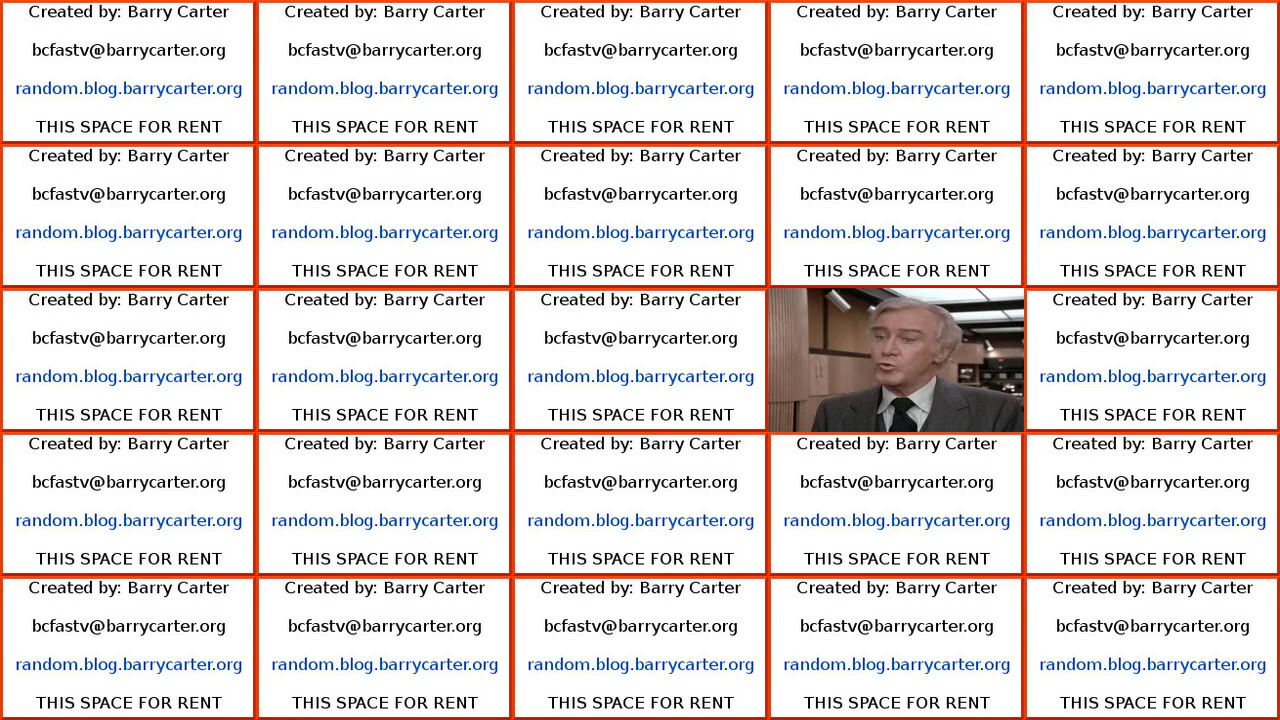 Created by: Barry Carter
bcfastv@barrycarter.org
random.blog.barrycarter.org
THIS SPACE FOR RENT
Created by: Barry Carter
bcfastv@barrycarter.org
random.blog.barrycarter.org
THIS SPACE FOR RENT
Created by: Barry Carter
bcfastv@barrycarter.org
random.blog.barrycarter.org
THIS SPACE FOR RENT
Created by: Barry Carter
bcfastv@barrycarter.org
random.blog.barrycarter.org
THIS SPACE FOR RENT
Created by: Barry Carter
bcfastv@barrycarter.org
random.blog.barrycarter.org
THIS SPACE FOR RENT
Created by: Barry Carter
bcfastv@barrycarter.org
random.blog.barrycarter.org
THIS SPACE FOR RENT
Created by: Barry Carter
bcfastv@barrycarter.org
random.blog.barrycarter.org
THIS SPACE FOR RENT
Created by: Barry Carter
bcfastv@barrycarter.org
random.blog.barrycarter.org
THIS SPACE FOR RENT
Created by: Barry Carter
bcfastv@barrycarter.org
random.blog.barrycarter.org
THIS SPACE FOR RENT
Created by: Barry Carter
bcfastv@barrycarter.org
random.blog.barrycarter.org
THIS SPACE FOR RENT
Created by: Barry Carter
bcfastv@barrycarter.org
random.blog.barrycarter.org
THIS SPACE FOR RENT
Created by: Barry Carter
bcfastv@barrycarter.org
random.blog.barrycarter.org
THIS SPACE FOR RENT
Created by: Barry Carter
bcfastv@barrycarter.org
random.blog.barrycarter.org
THIS SPACE FOR RENT
Created by: Barry Carter
bcfastv@barrycarter.org
random.blog.barrycarter.org
THIS SPACE FOR RENT
Created by: Barry Carter
bcfastv@barrycarter.org
random.blog.barrycarter.org
THIS SPACE FOR RENT
Created by: Barry Carter
bcfastv@barrycarter.org
random.blog.barrycarter.org
THIS SPACE FOR RENT
Created by: Barry Carter
bcfastv@barrycarter.org
random.blog.barrycarter.org
THIS SPACE FOR RENT
Created by: Barry Carter
bcfastv@barrycarter.org
random.blog.barrycarter.org
THIS SPACE FOR RENT
Created by: Barry Carter
bcfastv@barrycarter.org
random.blog.barrycarter.org
THIS SPACE FOR RENT
Created by: Barry Carter
bcfastv@barrycarter.org
random.blog.barrycarter.org
THIS SPACE FOR RENT
Created by: Barry Carter
bcfastv@barrycarter.org
random.blog.barrycarter.org
THIS SPACE FOR RENT
Created by: Barry Carter
bcfastv@barrycarter.org
random.blog.barrycarter.org
THIS SPACE FOR RENT
Created by: Barry Carter
bcfastv@barrycarter.org
random.blog.barrycarter.org
THIS SPACE FOR RENT
Created by: Barry Carter
bcfastv@barrycarter.org
random.blog.barrycarter.org
THIS SPACE FOR RENT